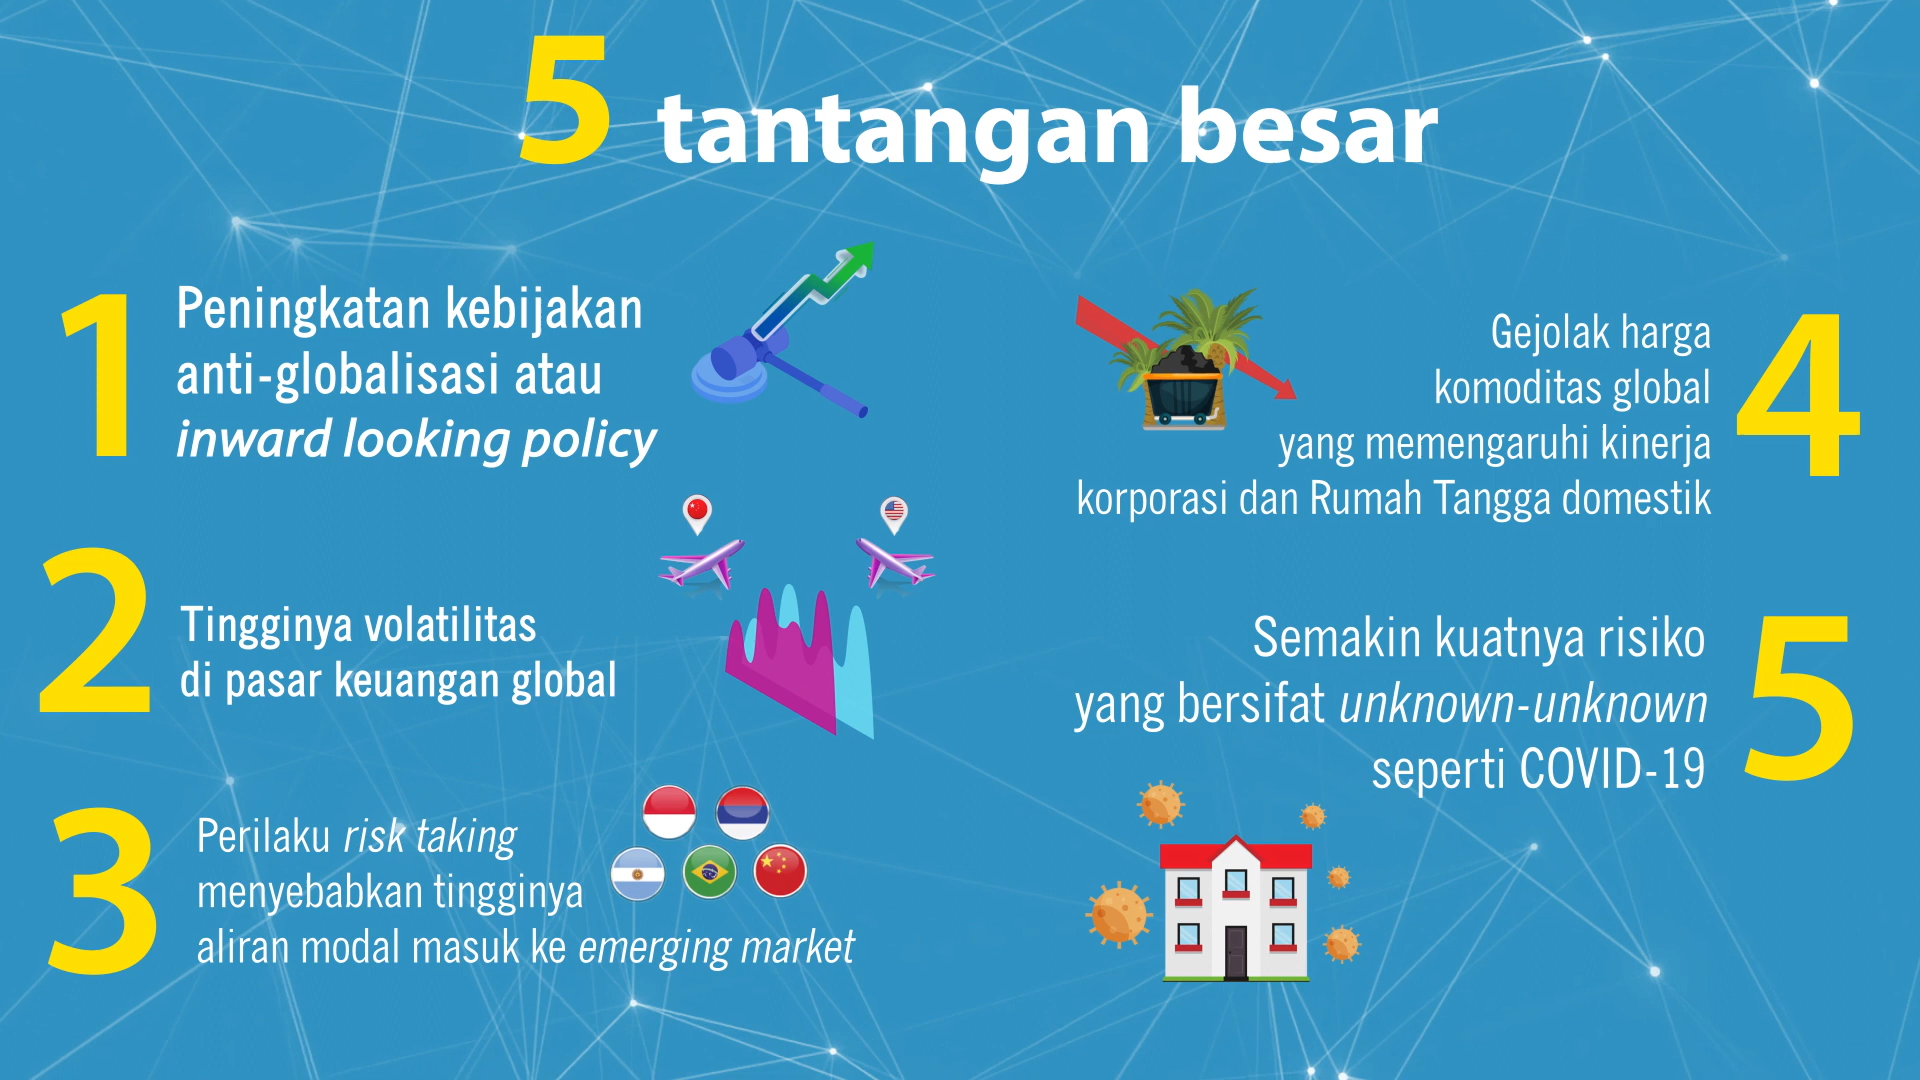 5 tantangan besar
1
Peningkatan kebijakan
anti-globalisasi atau
inward looking policy
2
Tingginya volatilitas
di pasar keuangan global
3
Perilaku risk taking
menyebabkan tingginya
aliran modal masuk ke emerging market
4
Gejolak harga
komoditas global
yang memengaruhi kinerja
korporasi dan Rumah Tangga domestik
5
Semakin kuatnya risiko
yang bersifat unknown-unknown
seperti COVID-19